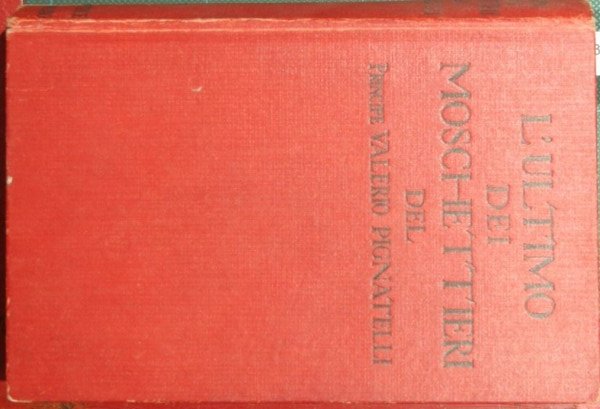 L'ULTIMO
DEI
MOSCHETTIERI
DEL
PRINCIPE VALERIO PIGNATELLI